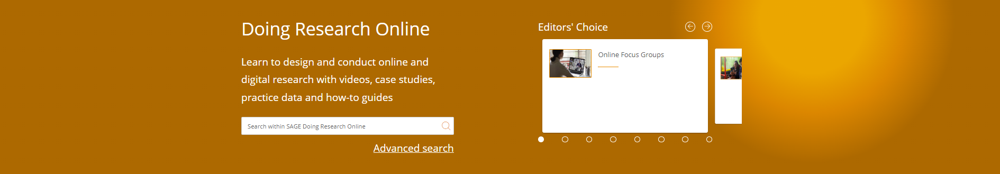 Doing Research Online
Learn to design and conduct online and
digital research with videos, case studies,
practice data and how-to guides
Search within SAGE Doing Research Online
Advanced search
Editors' Choice
Online Focus Groups